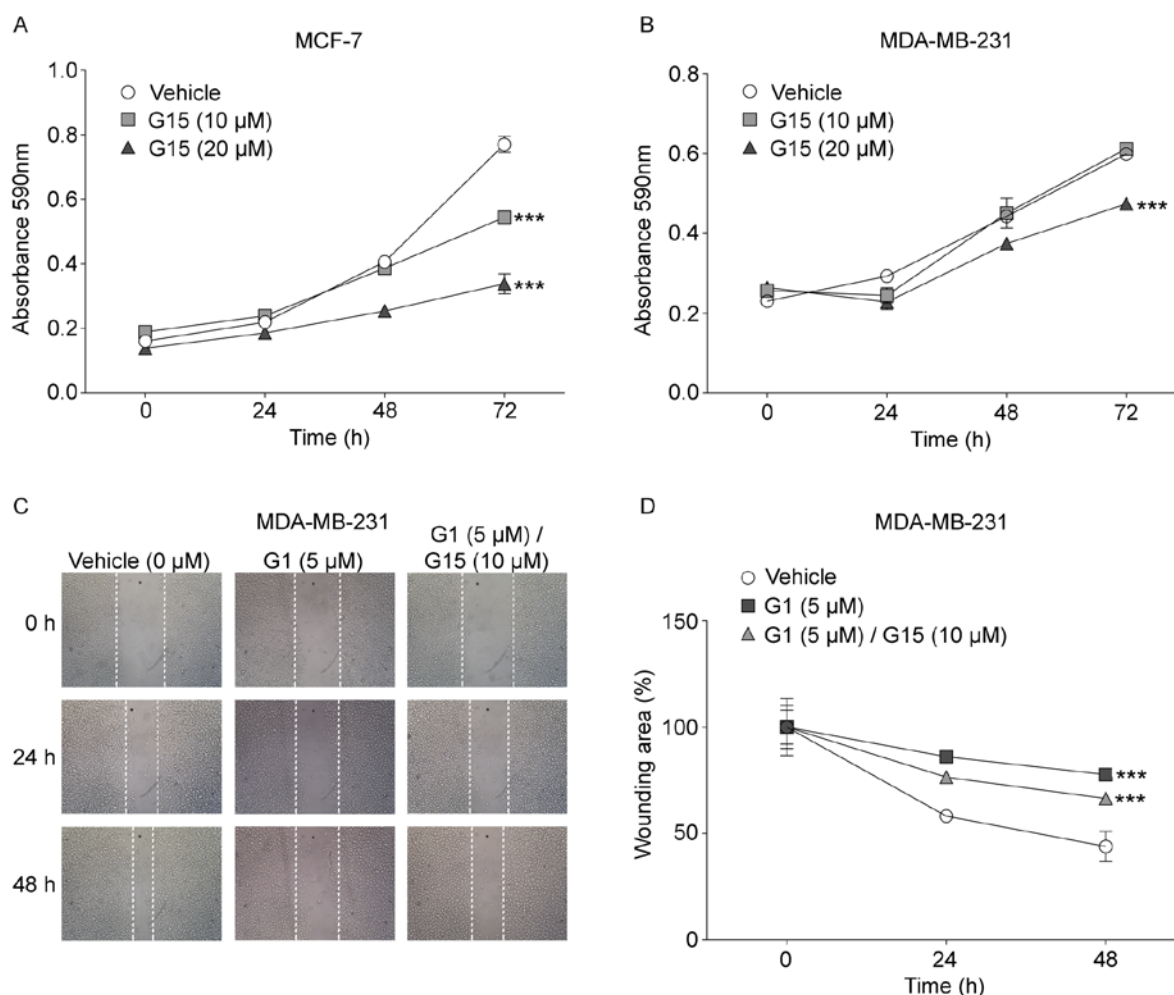 A
MCF-7
Vehicle
G15 (10 µM)
G15 (20 µM)
Absorbance 590nm
1.0
0.8
0.6
0.4
0.2
0.0
***
***
0 24 48 72
Time (h)
B
MDA-MB-231
Vehicle
G15 (10 µM)
G15 (20 µM)
Absorbance 590nm
0.8
0.6
0.4
0.2
0.0
***
0 24 48 72
Time (h)
C
MDA-MB-231
Vehicle (0 µM)
G1 (5 µM)
G1 (5 µM) /
G15 (10 µM)
0 h
24 h
48 h
D
MDA-MB-231
Vehicle
G1 (5 µM)
G1 (5 µM) / G15 (10 µM)
Wounding area (%)
150
100
50
0
***
***
0 24 48
Time (h)